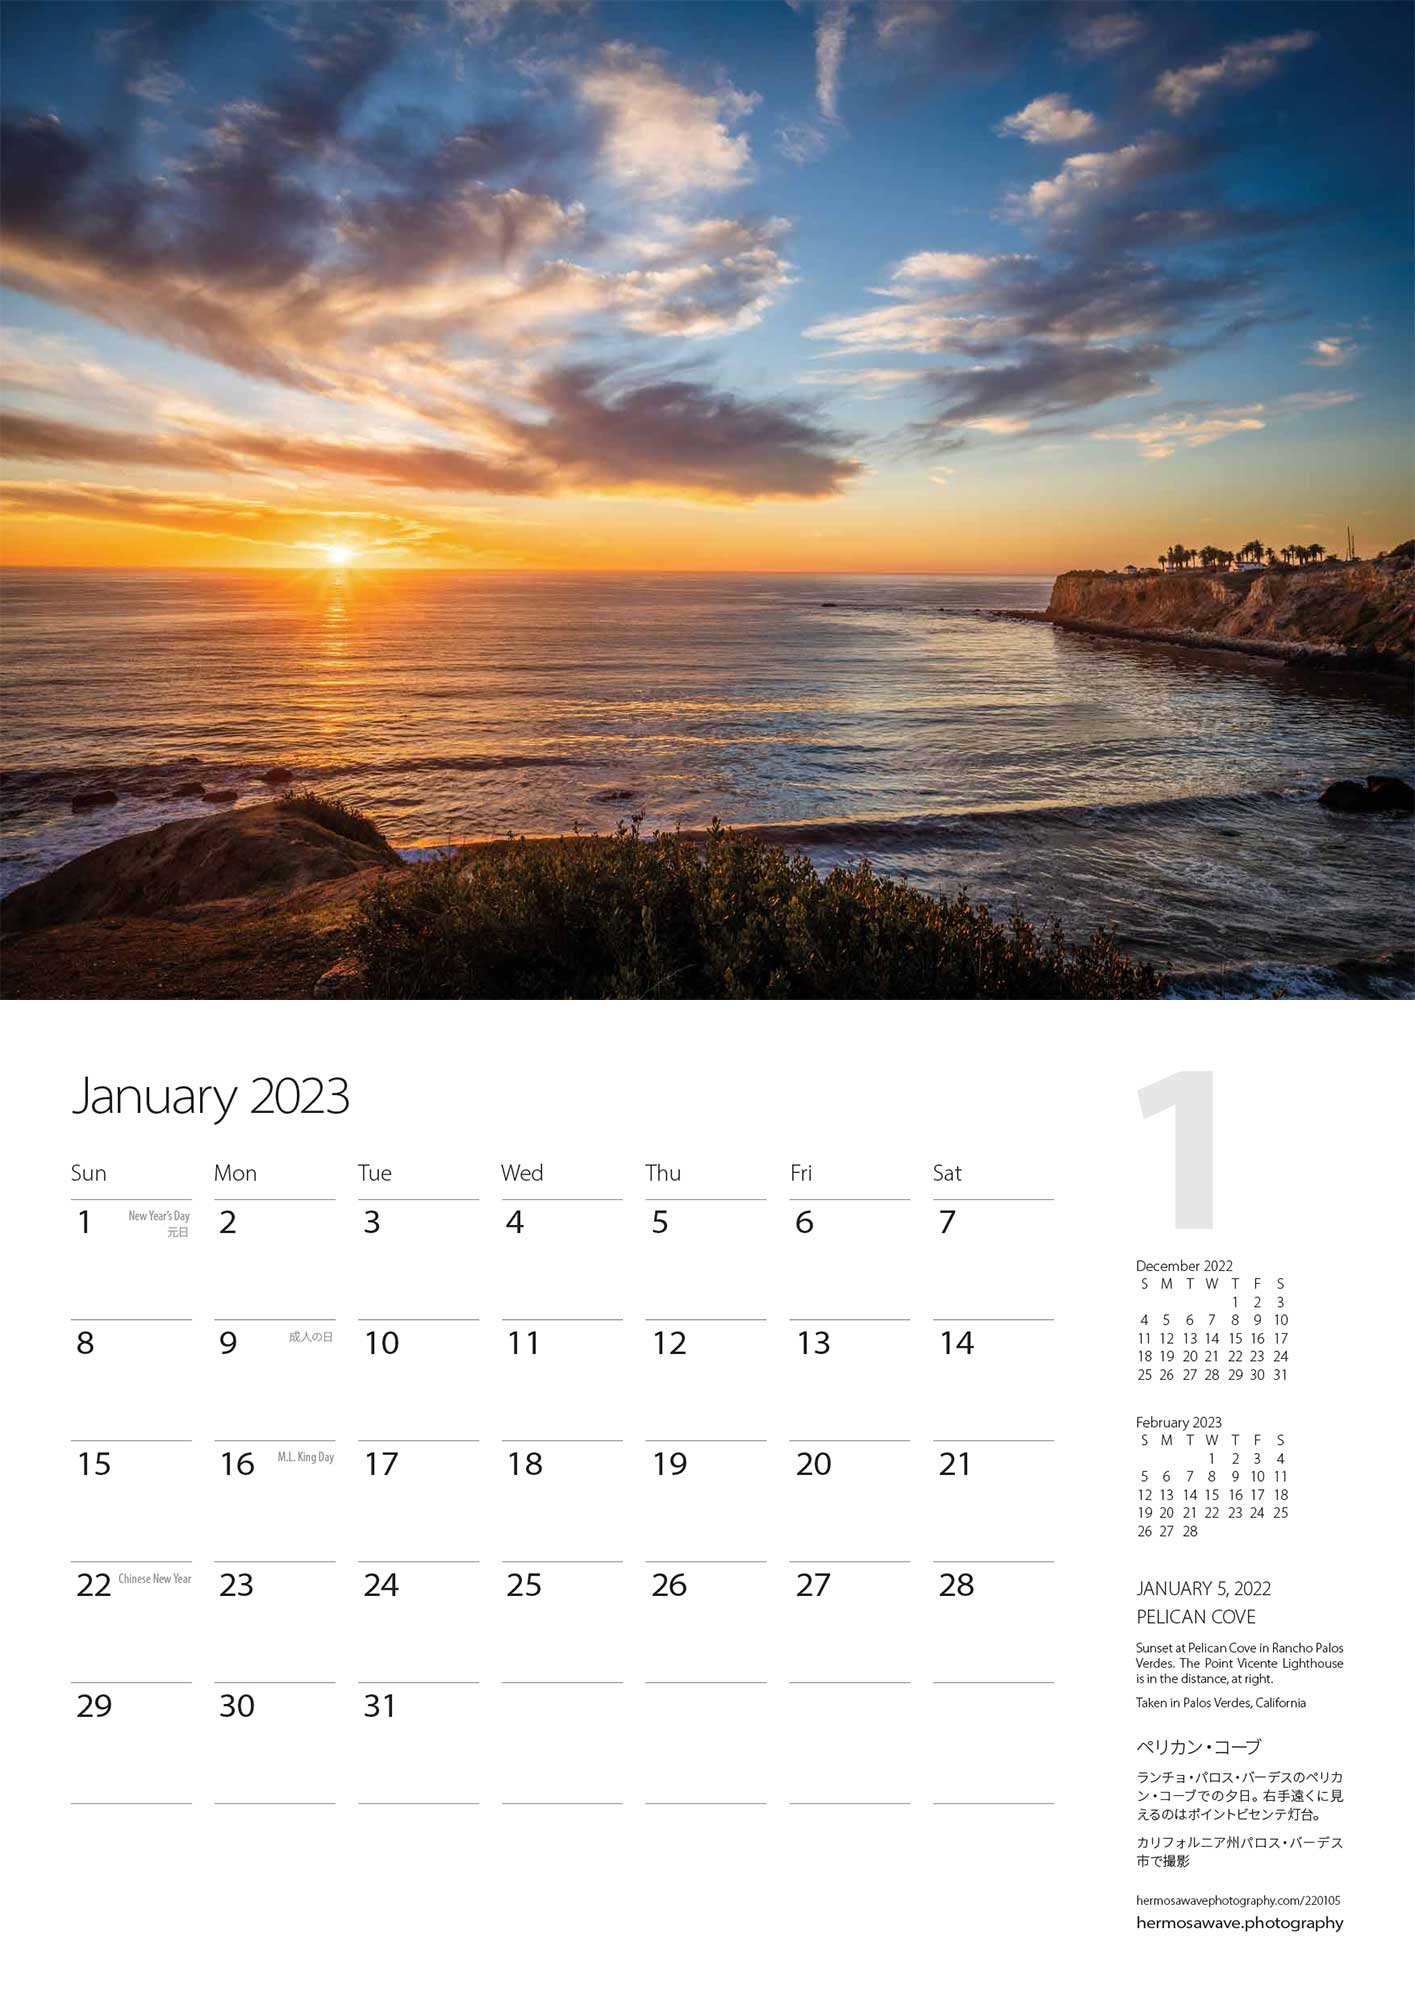 January 2023
Sun Mon Tue Wed Thu Fri Sat
1 New Year's Day 2 3 4 5 6 7
元日
8 9 成人の日 10 11 12 13 14
15 16 M.L. King Day 17 18 19 20 21
22 Chinese New Year 23 24 25 26 27 28
29 30 31
1
December 2022
S M T W T F S
1 2 3
4 5 6 7 8 9 10
11 12 13 14 15 16 17
18 19 20 21 22 23 24
25 26 27 28 29 30 31
February 2023
S M T W T F S
1 2 3 4
5 6 7 8 9 10 11
12 13 14 15 16 17 18
19 20 21 22 23 24 25
26 27 28
JANUARY 5, 2022
PELICAN COVE
Sunset at Pelican Cove in Rancho Palos
Verdes. The Point Vicente Lighthouse
is in the distance, at right.
Taken in Palos Verdes, California
ペリカン・コーブ
ランチョ・パロス・バーデスのペリカ
ン・コーブでの夕日。右手遠くに見
えるのはポイントビセンテ灯台。
カリフォルニア州パロス・バーデス
市で撮影
hermosawavephotography.com/220105
hermosawave.photography